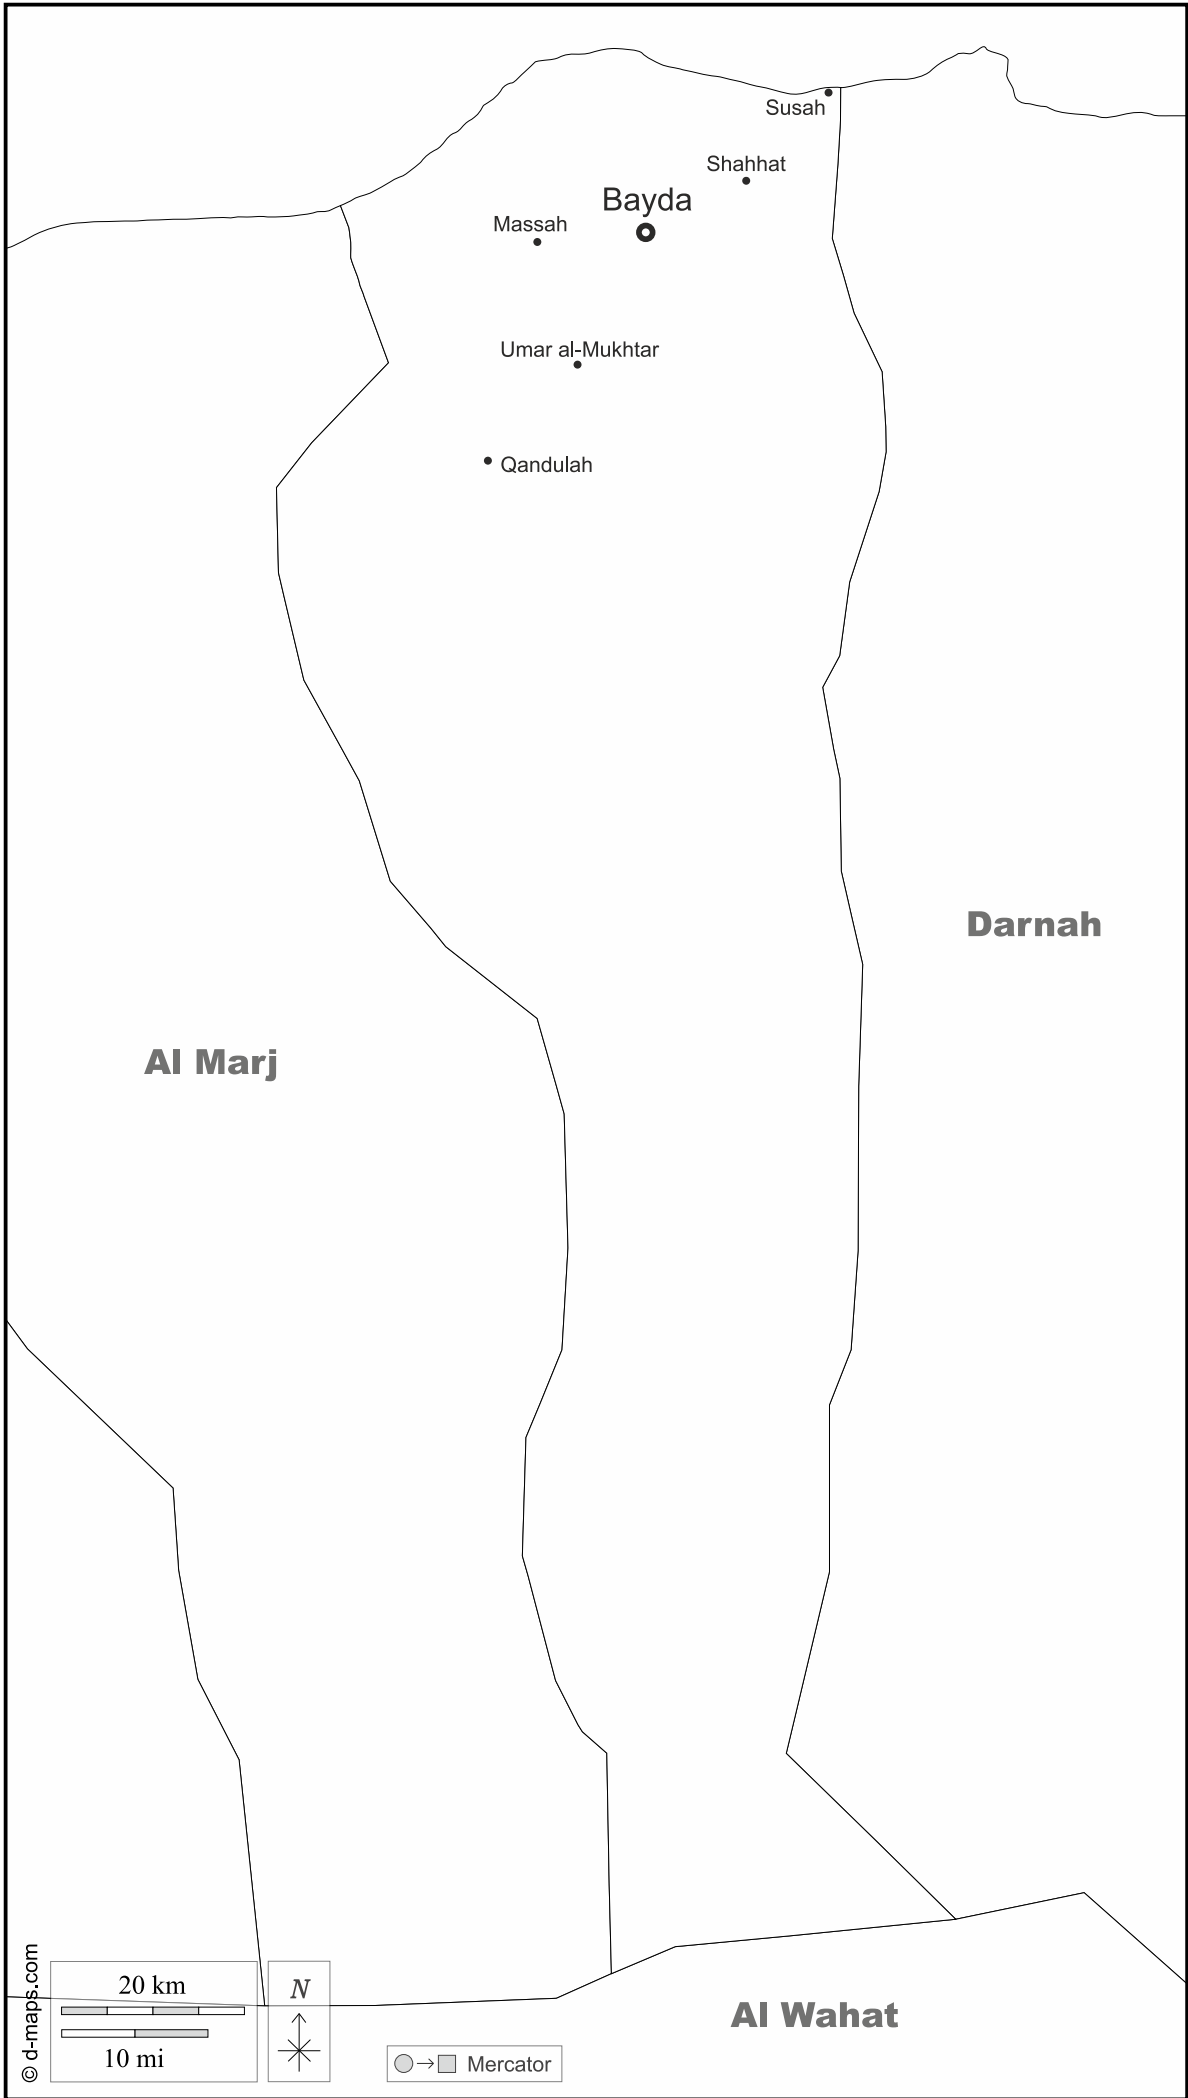 Susah
Shahhat
Bayda
Massah
Umar al-Mukhtar
Qandulah
Darnah
Al Marj
Al Wahat
© d-maps.com
20 km
10 mi
N
Mercator